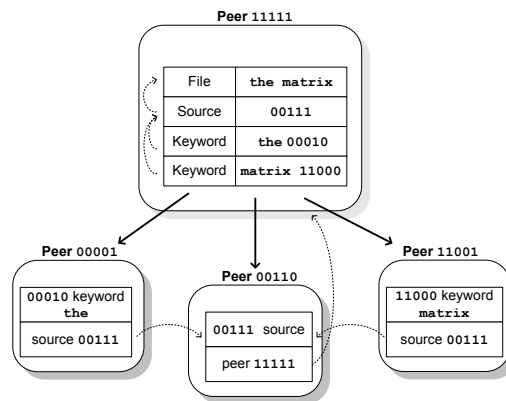 Peer 11111
File the matrix
Source 00111
Keyword the 00010
Keyword matrix 11000
Peer 00001
00010 keyword
the
source 00111
Peer 00110
00111 source
peer 11111
Peer 11001
11000 keyword
matrix
source 00111